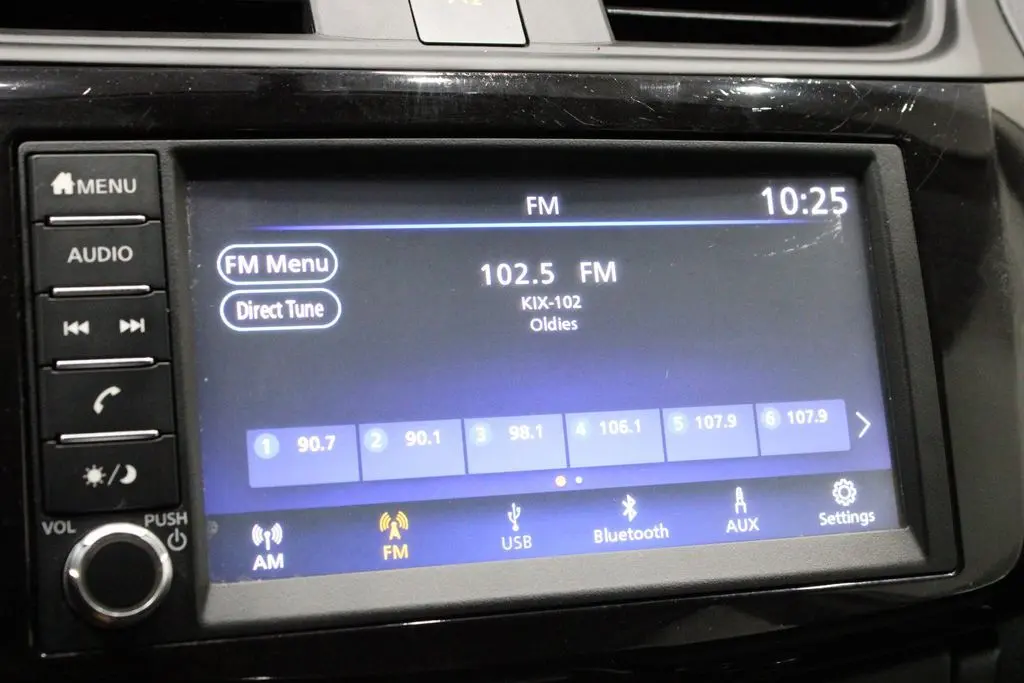 MENU
AUDIO
VOL
PUSH
FM
10:25
FM Menu
Direct Tune
102.5 FM
KIX-102
Oldies
1 90.7
2 90.1
3 98.1
4 106.1
5 107.9
6 107.9
AM
FM
USB
Bluetooth
AUX
Settings